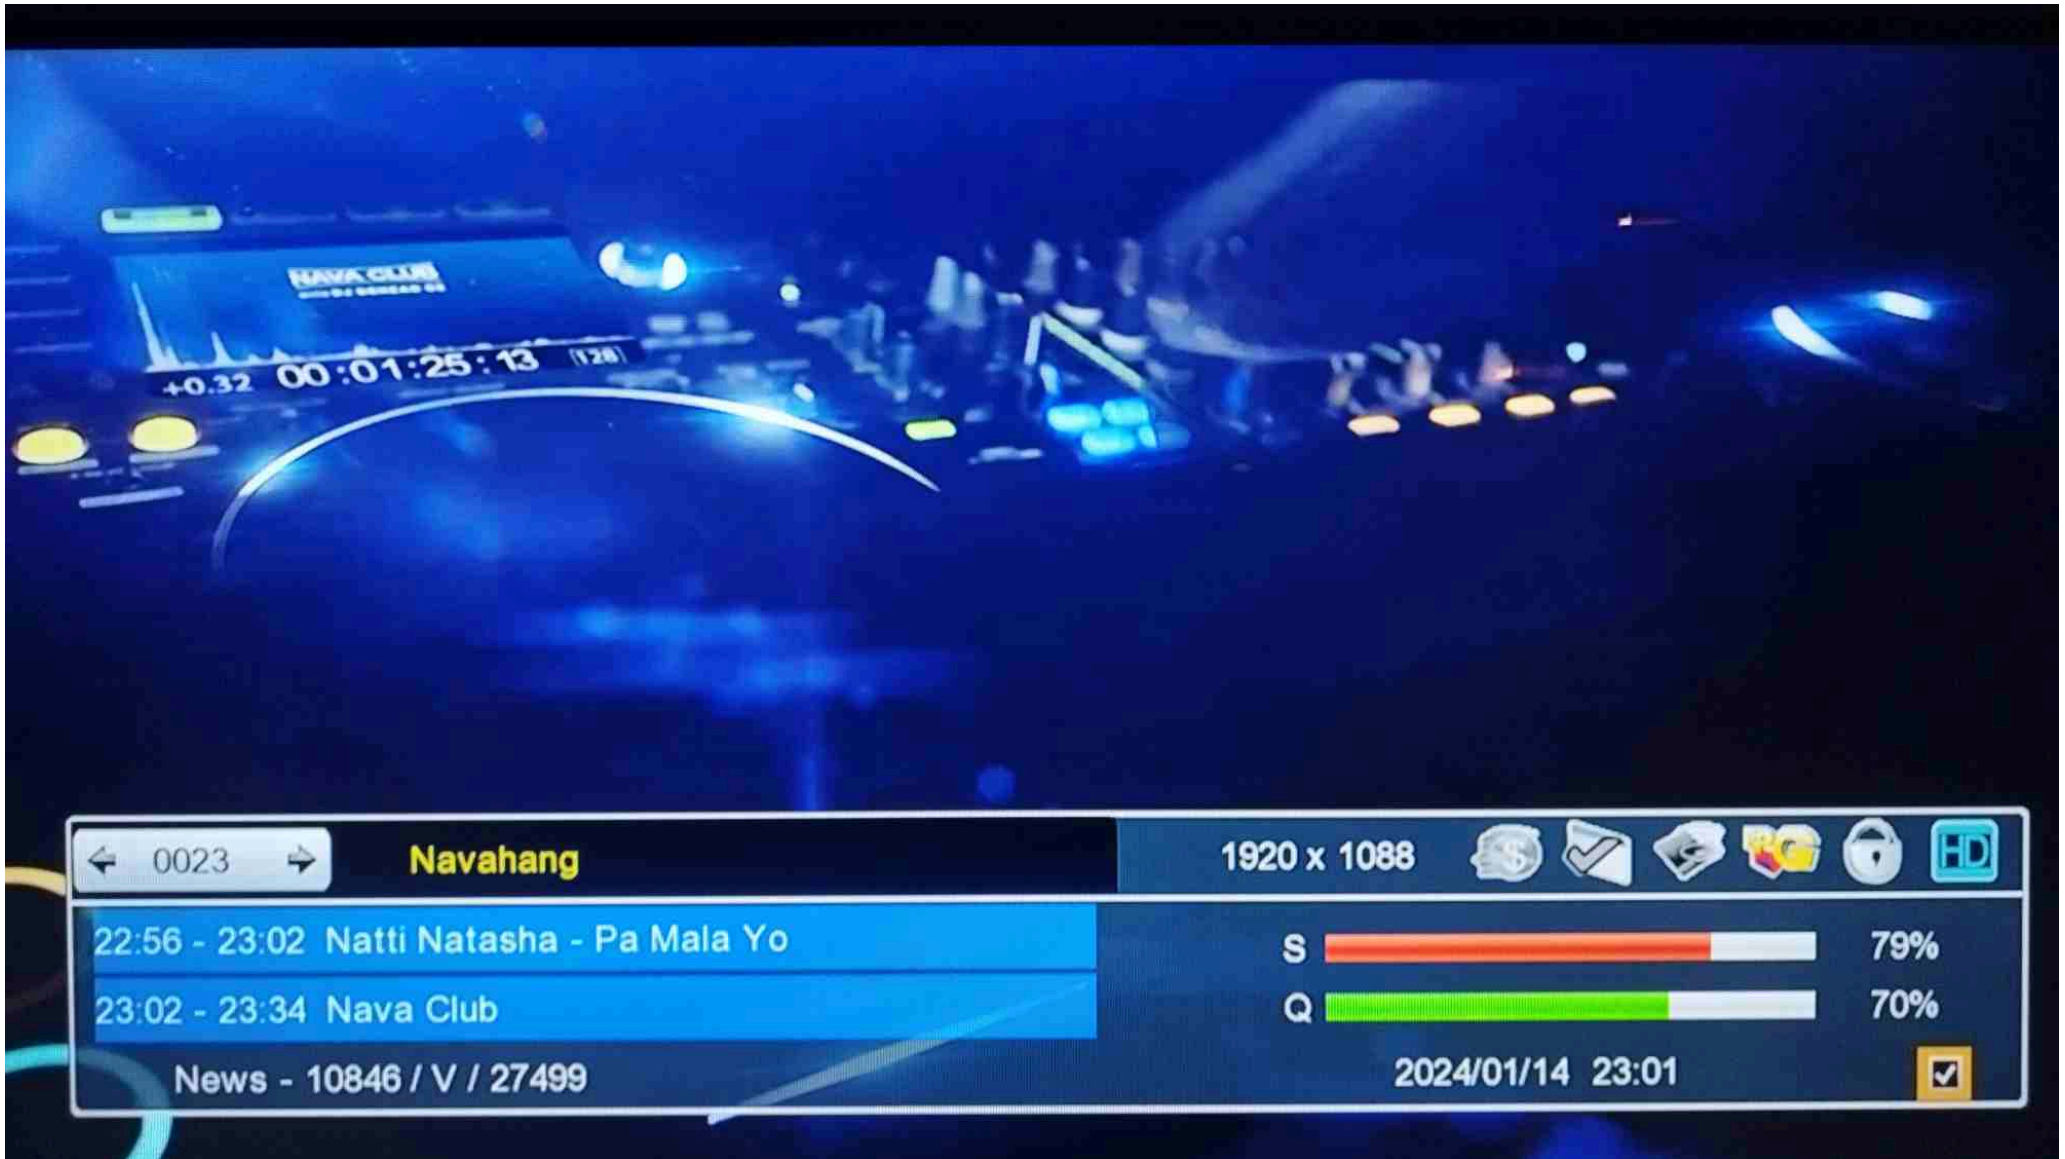 NAVA CLUB
+0.32 00:01:25:13 [128]
0023 Navahang 1920 x 1088 HD
22:56 - 23:02 Natti Natasha - Pa Mala Yo
S 79%
23:02 - 23:34 Nava Club
Q 70%
News - 10846 / V / 27499
2024/01/14 23:01